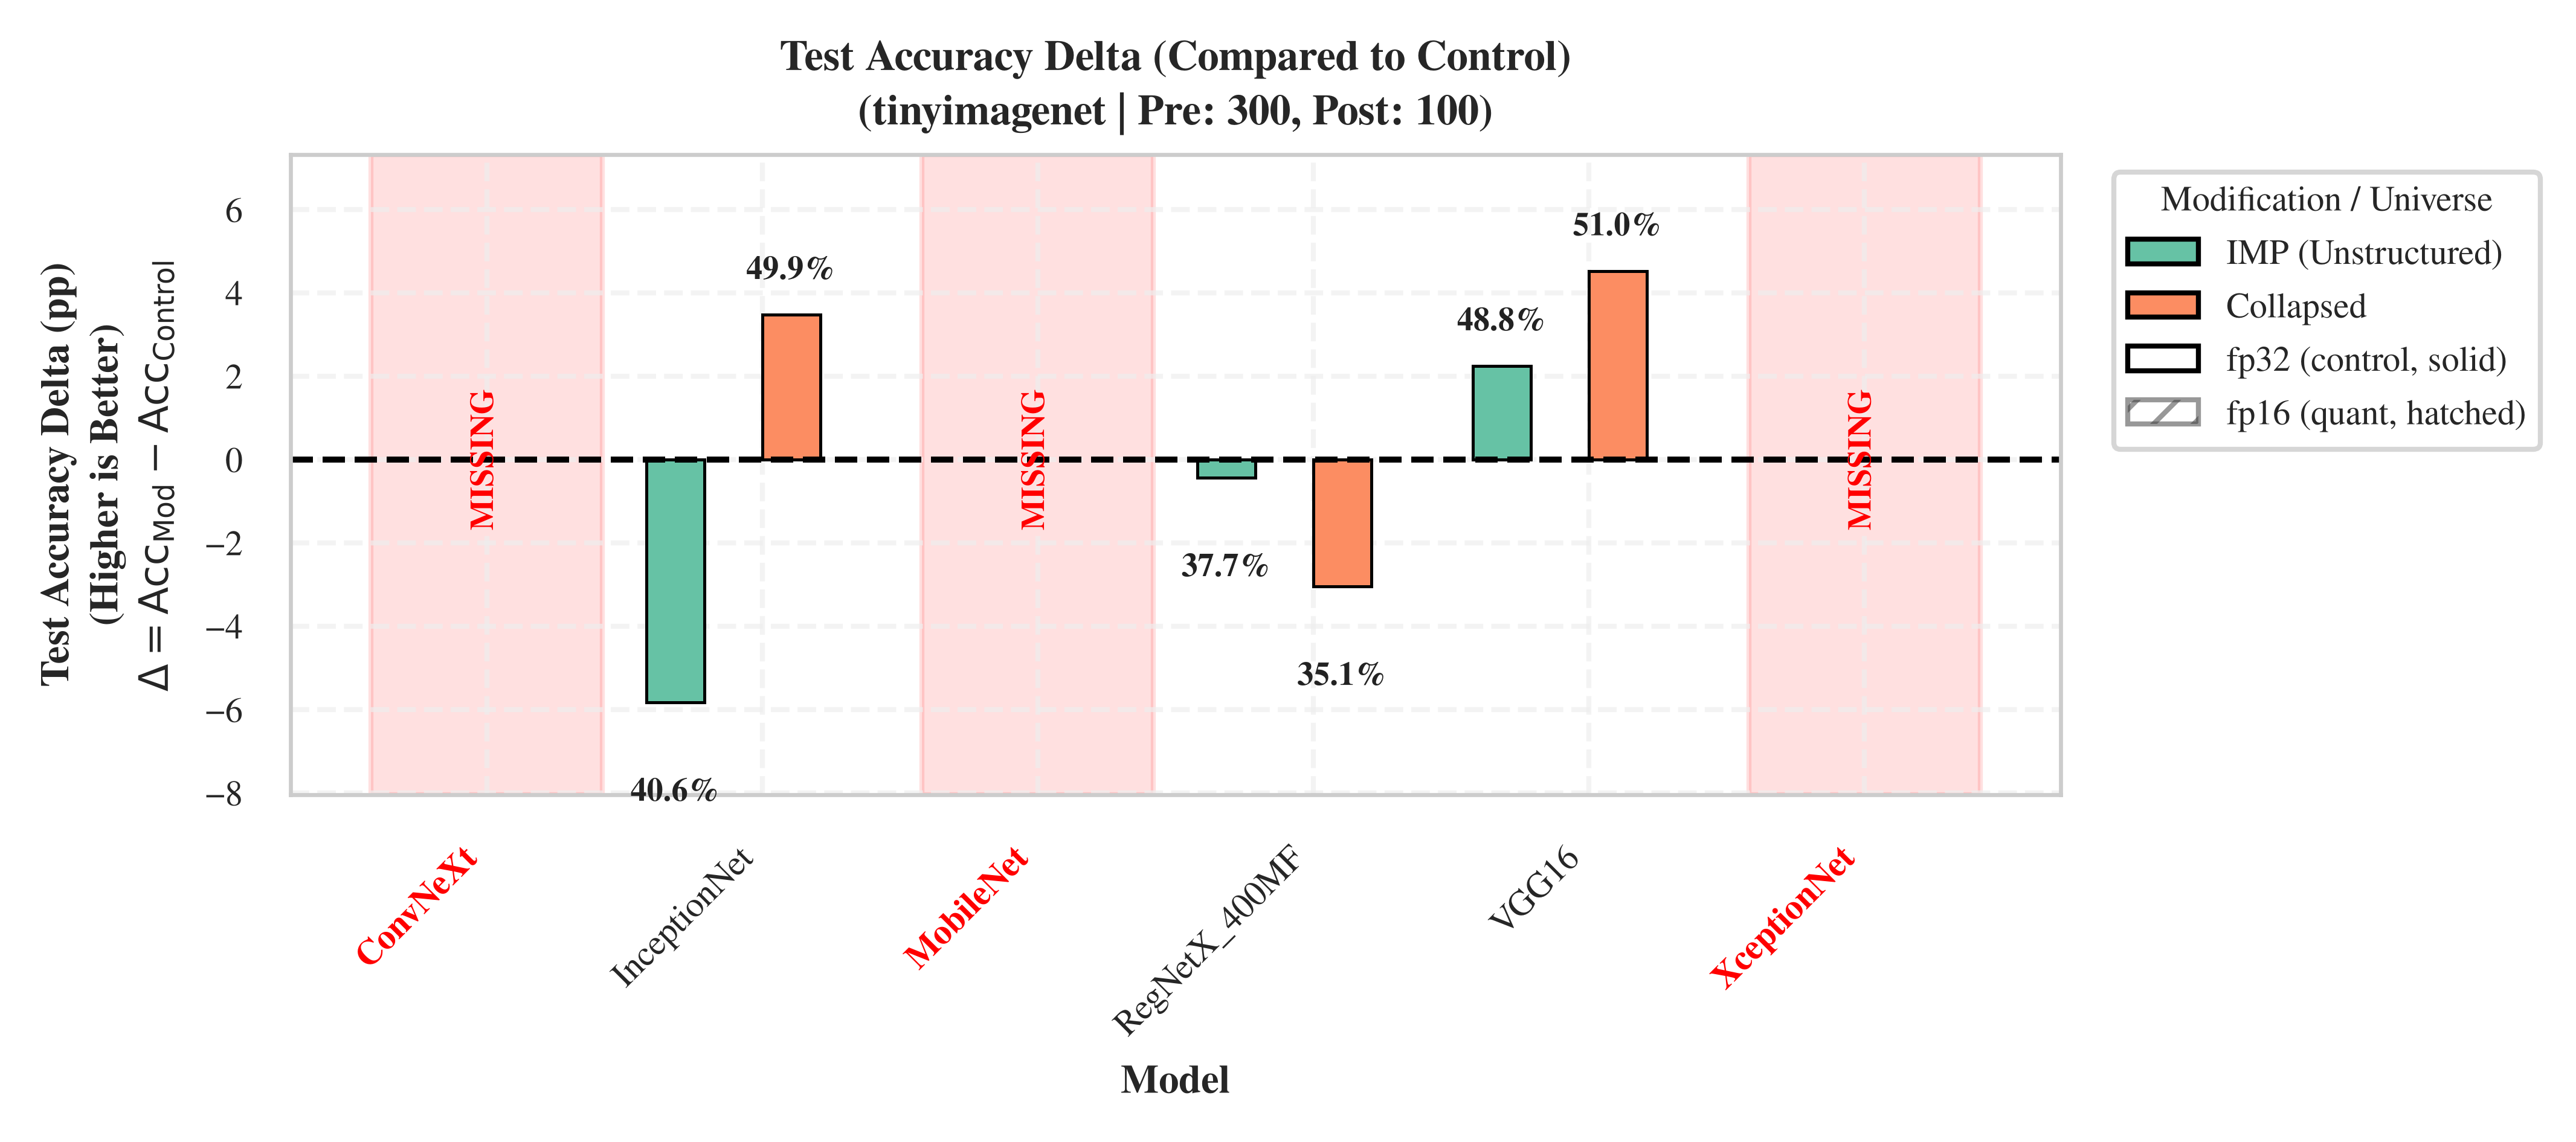 Test Accuracy Delta (Compared to Control)
(tinyimagenet | Pre: 300, Post: 100)
Test Accuracy Delta (pp)
(Higher is Better)
Δ = ACC_Mod − ACC_Control
6
4
2
0
−2
−4
−6
−8
MISSING
40.6%
49.9%
MISSING
37.7%
35.1%
48.8%
51.0%
MISSING
ConvNeXt
InceptionNet
MobileNet
RegNetX_400MF
VGG16
XceptionNet
Model
Modification / Universe
IMP (Unstructured)
Collapsed
fp32 (control, solid)
fp16 (quant, hatched)